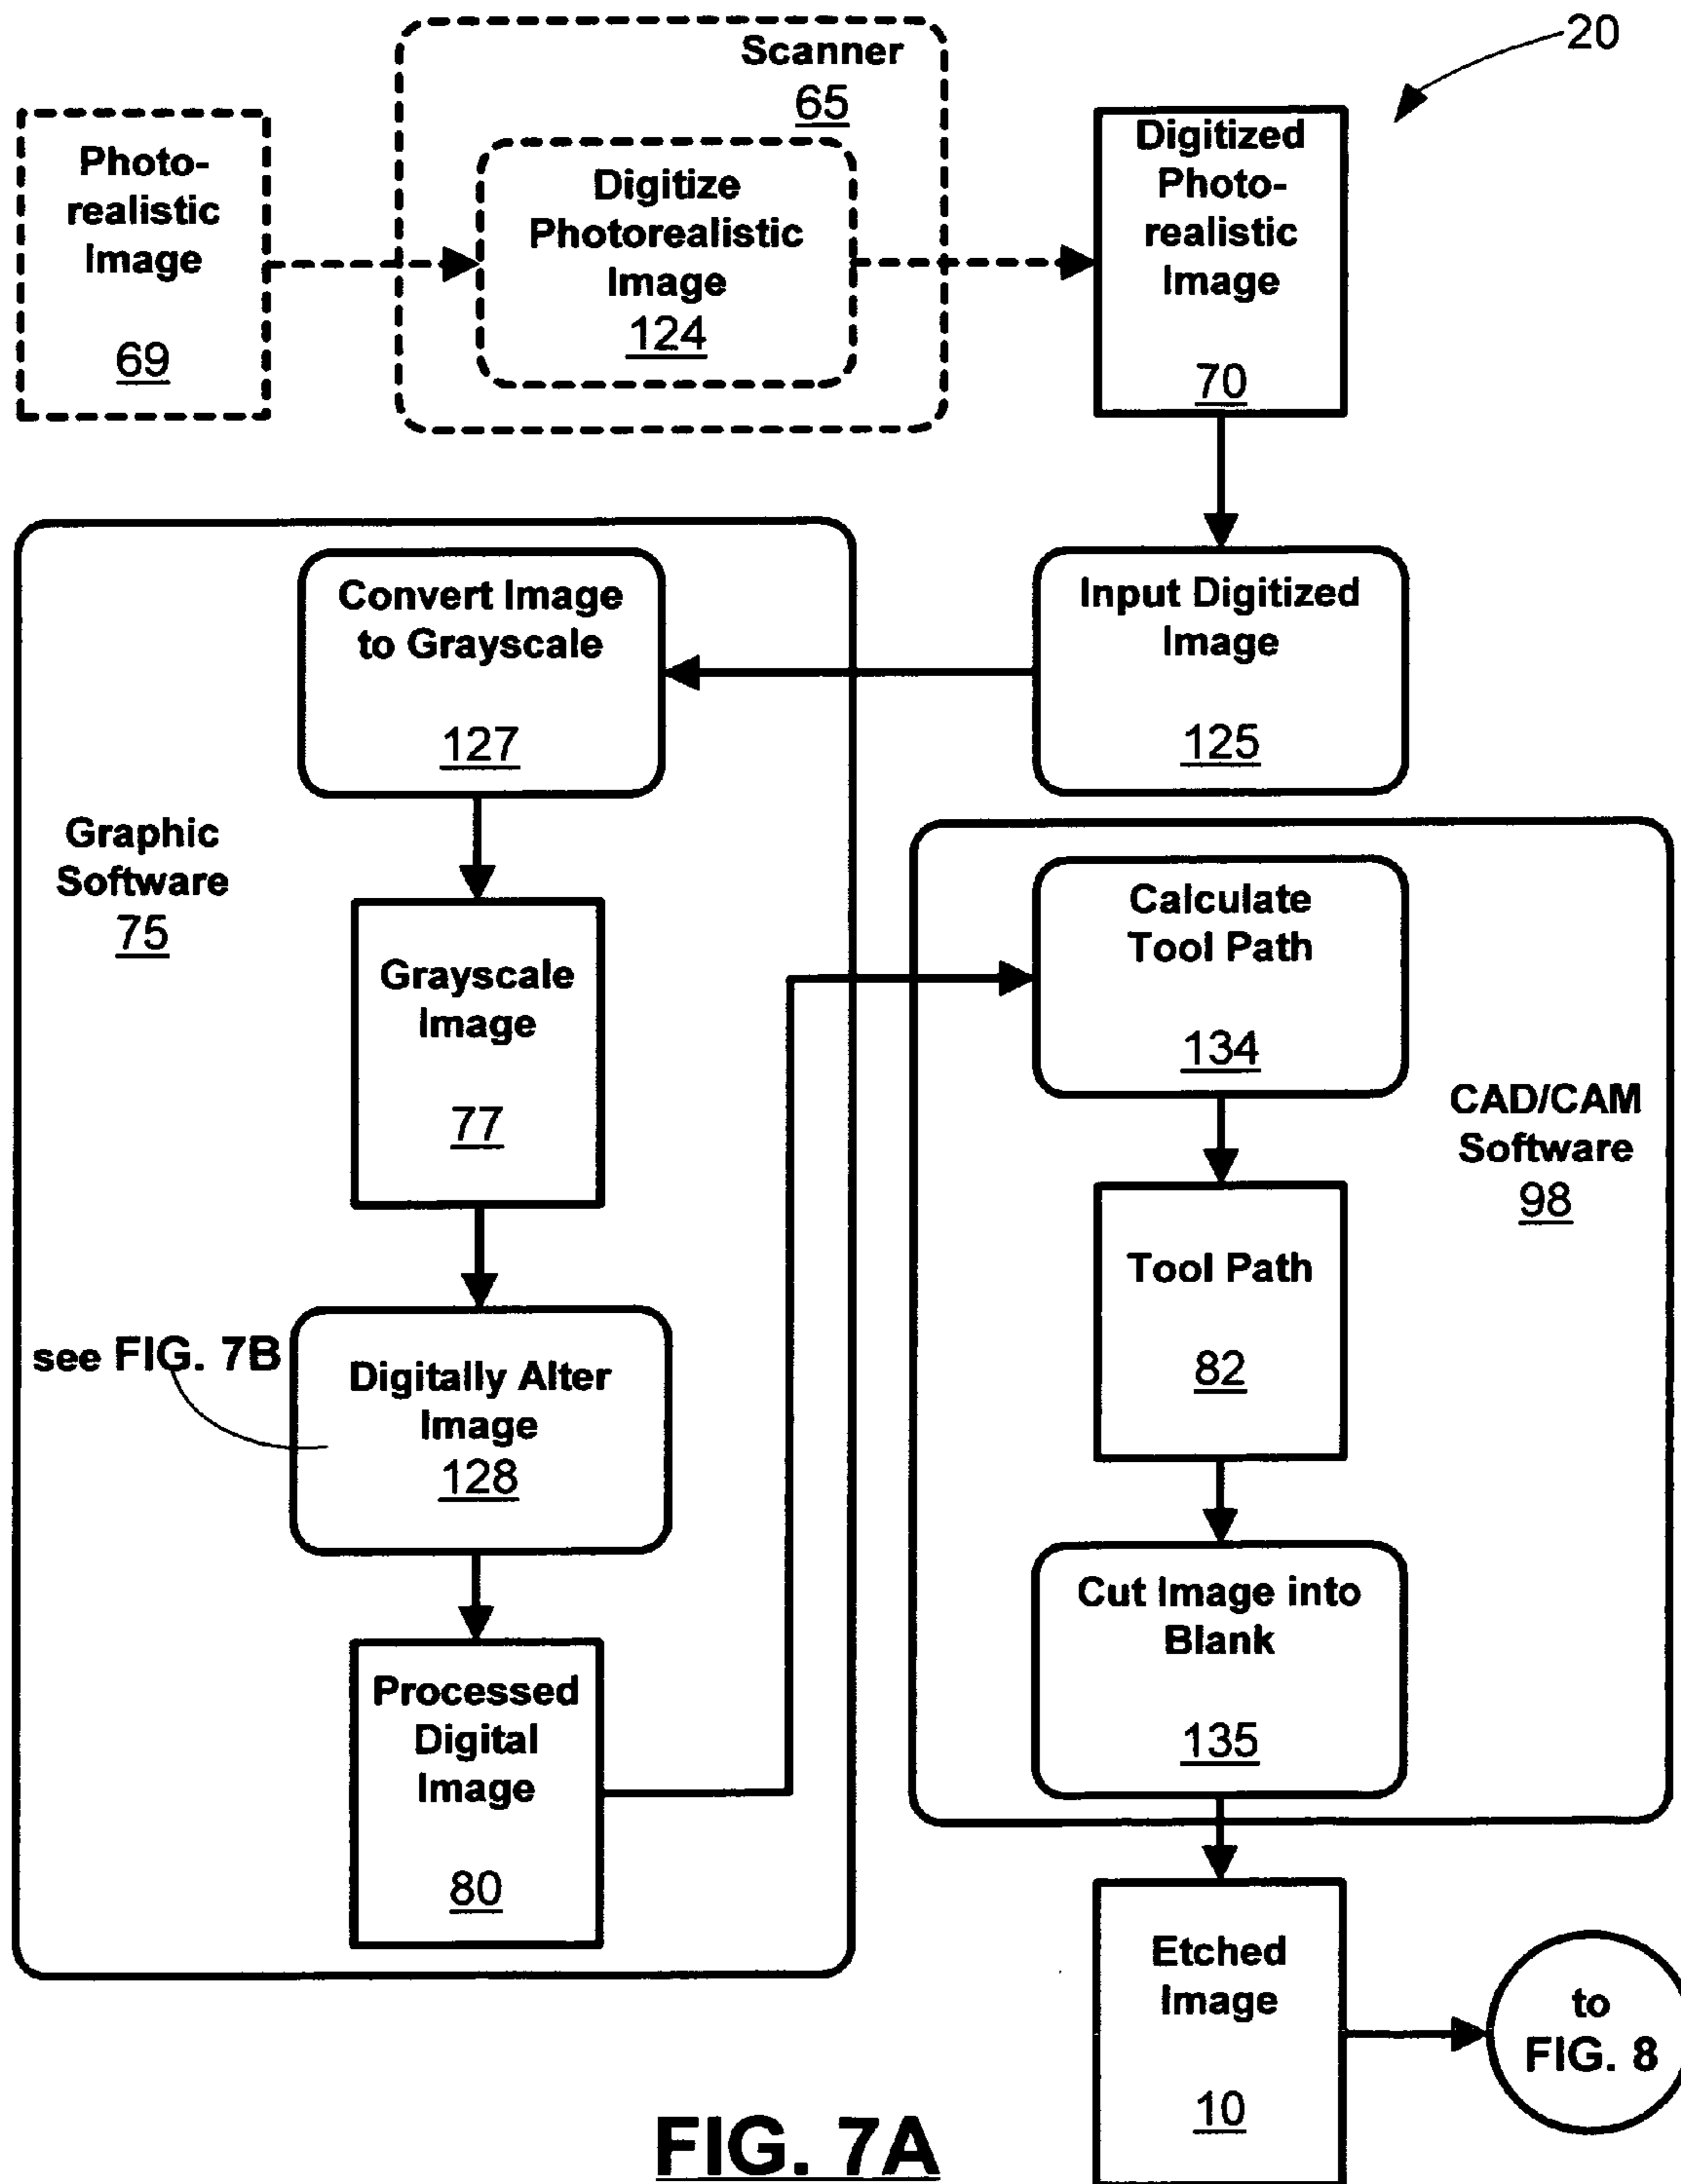 20
Scanner
65
Photo-
realistic
Image
69
Digitize
Photorealistic
Image
124
Digitized
Photo-
realistic
Image
70
Convert Image
to Grayscale
127
Input Digitized
Image
125
Graphic
Software
75
Grayscale
Image
77
Calculate
Tool Path
134
CAD/CAM
Software
98
Tool Path
82
see FIG. 7B
Digitally Alter
Image
128
Cut Image into
Blank
135
Processed
Digital
Image
80
Etched
Image
10
to
FIG. 8
FIG. 7A